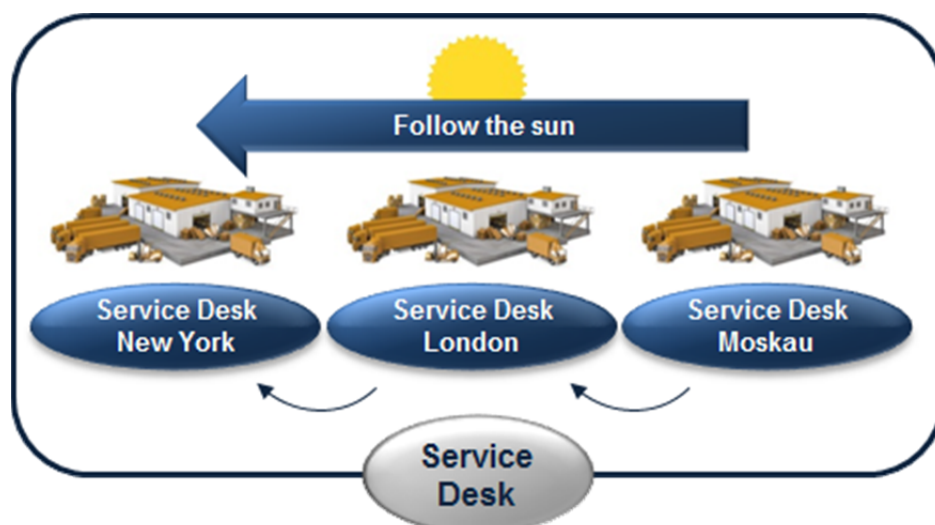 Follow the sun
Service Desk
New York
Service Desk
London
Service Desk
Moskau
Service
Desk